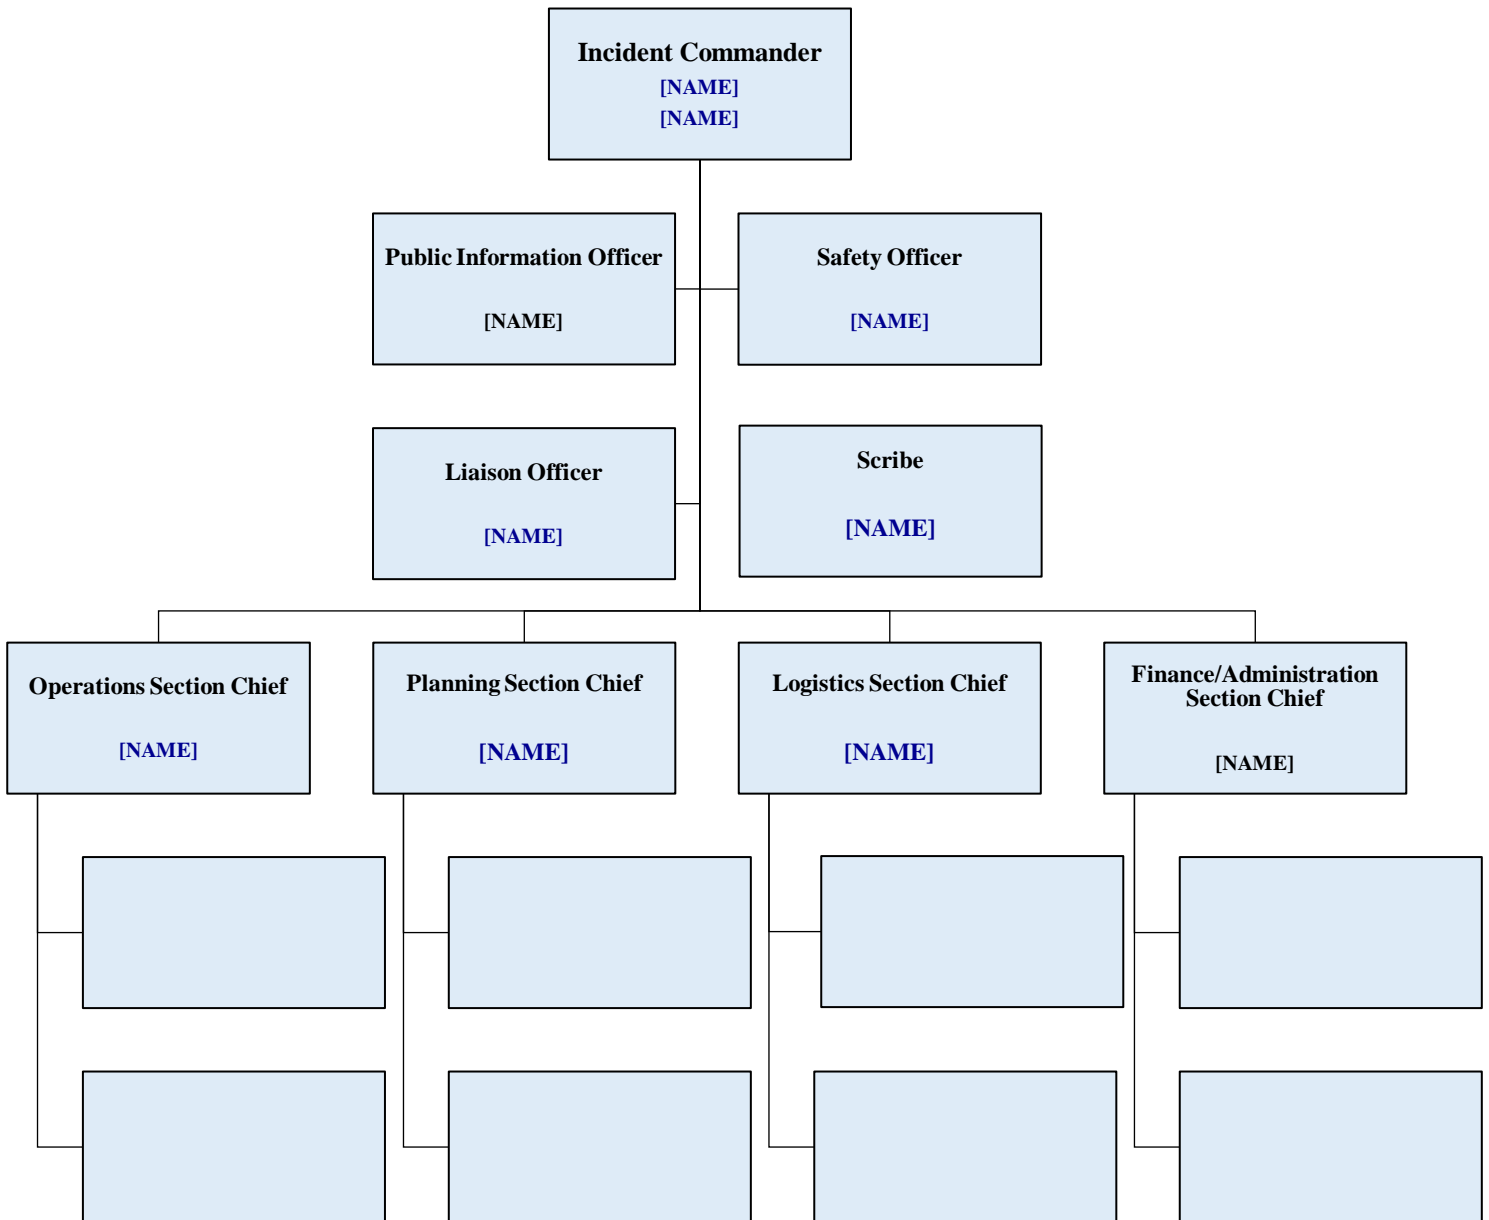 Incident Commander
[NAME]
[NAME]
Public Information Officer
[NAME]
Safety Officer
[NAME]
Liaison Officer
[NAME]
Scribe
[NAME]
Operations Section Chief
[NAME]
Planning Section Chief
[NAME]
Logistics Section Chief
[NAME]
Finance/Administration
Section Chief
[NAME]